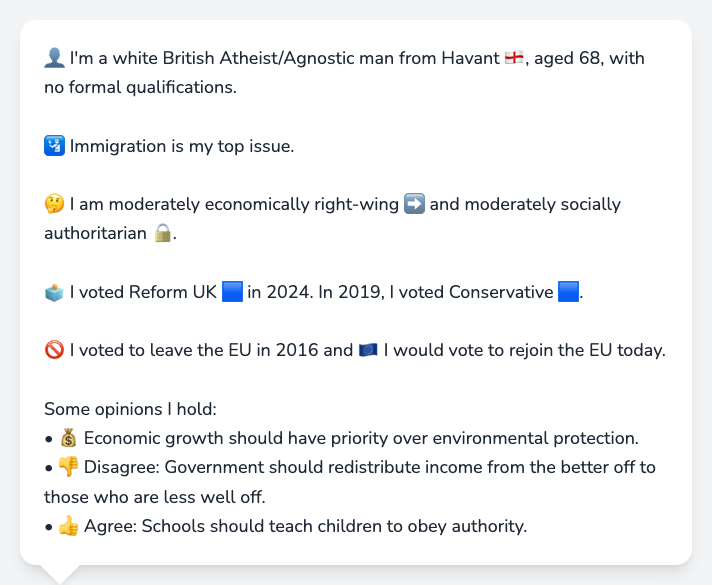 👤 I'm a white British Atheist/Agnostic man from Havant 🏴󠁧󠁢󠁥󠁮󠁧󠁿, aged 68, with
no formal qualifications.
🛂 Immigration is my top issue.
🤔 I am moderately economically right-wing ➡️ and moderately socially
authoritarian 🔒.
🗳️ I voted Reform UK 🟦 in 2024. In 2019, I voted Conservative 🟦.
🚫 I voted to leave the EU in 2016 and 🇪🇺 I would vote to rejoin the EU today.
Some opinions I hold:
• 💰 Economic growth should have priority over environmental protection.
• 👎 Disagree: Government should redistribute income from the better off to
those who are less well off.
• 👍 Agree: Schools should teach children to obey authority.